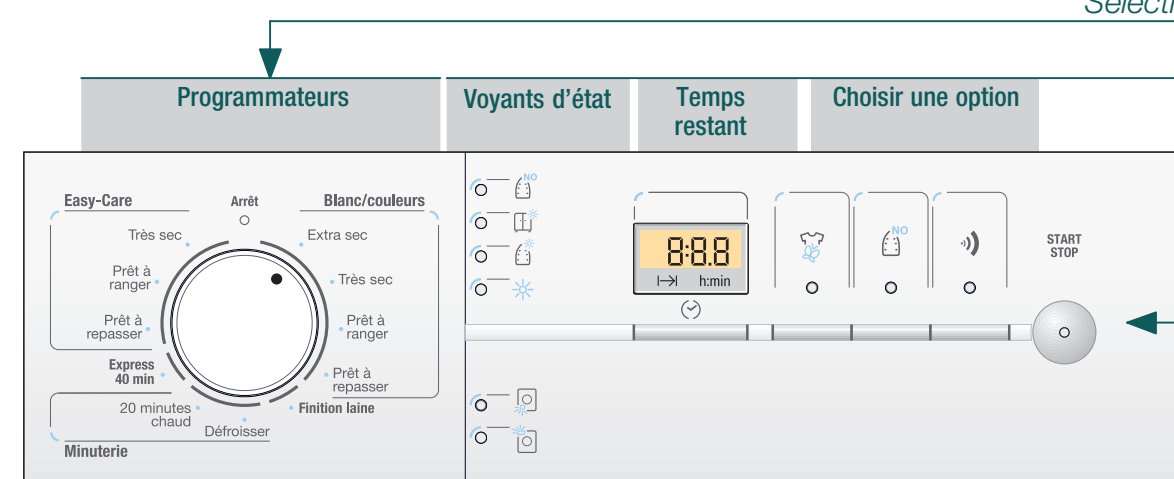 Sélecti
Programmateurs
Voyants d'état
Temps
restant
Choisir une option
Easy-Care
Arrêt
Blanc/couleurs
Très sec
Prêt à
ranger
Prêt à
repasser
Express
40 min
20 minutes
chaud
Minuterie
Défroisser
Extra sec
Très sec
Prêt à
ranger
Prêt à
repasser
Finition laine
NO
8:8.8
h:min
NO
START
STOP